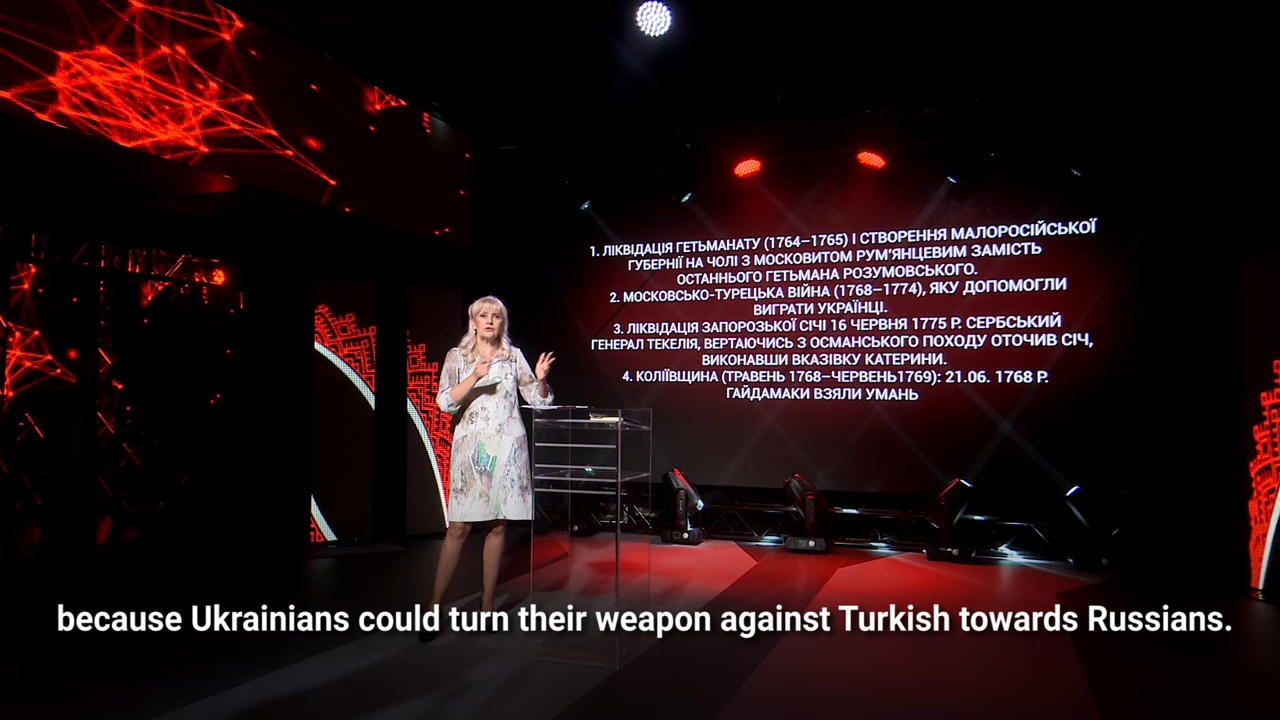 1. ЛІКВІДАЦІЯ ГЕТЬМАНАТУ (1764–1765) І СТВОРЕННЯ МАЛОРОСІЙСЬКОЇ
ГУБЕРНІЇ НА ЧОЛІ З МОСКОВИТОМ РУМ'ЯНЦЕВИМ ЗАМІСТЬ
ОСТАННЬОГО ГЕТЬМАНА РОЗУМОВСЬКОГО.
2. МОСКОВСЬКО-ТУРЕЦЬКА ВІЙНА (1768–1774), ЯКУ ДОПОМОГЛИ
ВИГРАТИ УКРАЇНЦІ.
3. ЛІКВІДАЦІЯ ЗАПОРОЗЬКОЇ СІЧІ 16 ЧЕРВНЯ 1775 Р. СЕРБСЬКИЙ
ГЕНЕРАЛ ТЕКЕЛІЯ, ВЕРТАЮЧИСЬ З ОСМАНСЬКОГО ПОХОДУ ОТОЧИВ СІЧ,
ВИКОНАВШИ ВКАЗІВКУ КАТЕРИНИ.
4. КОЛІЇВЩИНА (ТРАВЕНЬ 1768–ЧЕРВЕНЬ1769): 21.06. 1768 Р.
ГАЙДАМАКИ ВЗЯЛИ УМАНЬ
because Ukrainians could turn their weapon against Turkish towards Russians.